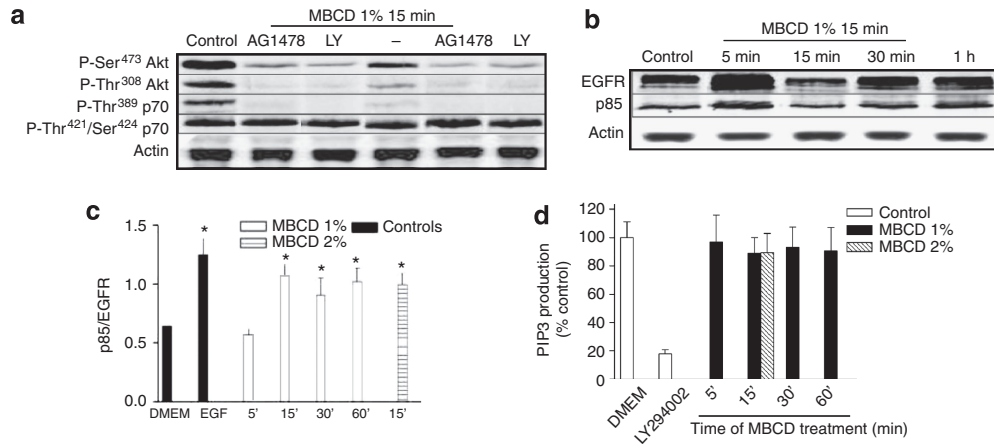 a
MBCD 1% 15 min
Control AG1478 LY – AG1478 LY
P-Ser473 Akt
P-Thr308 Akt
P-Thr389 p70
P-Thr421/Ser424 p70
Actin
b
MBCD 1% 15 min
Control 5 min 15 min 30 min 1 h
EGFR
p85
Actin
c
MBCD 1% Controls
MBCD 2%
p85/EGFR
1.5
1.0
0.5
0.0
* * * * *
DMEM EGF 5' 15' 30' 60' 15'
d
Control
MBCD 1%
MBCD 2%
PIP3 production
(% control)
120
100
80
60
40
20
0
DMEM LY294002 5' 15' 30' 60'
Time of MBCD treatment (min)